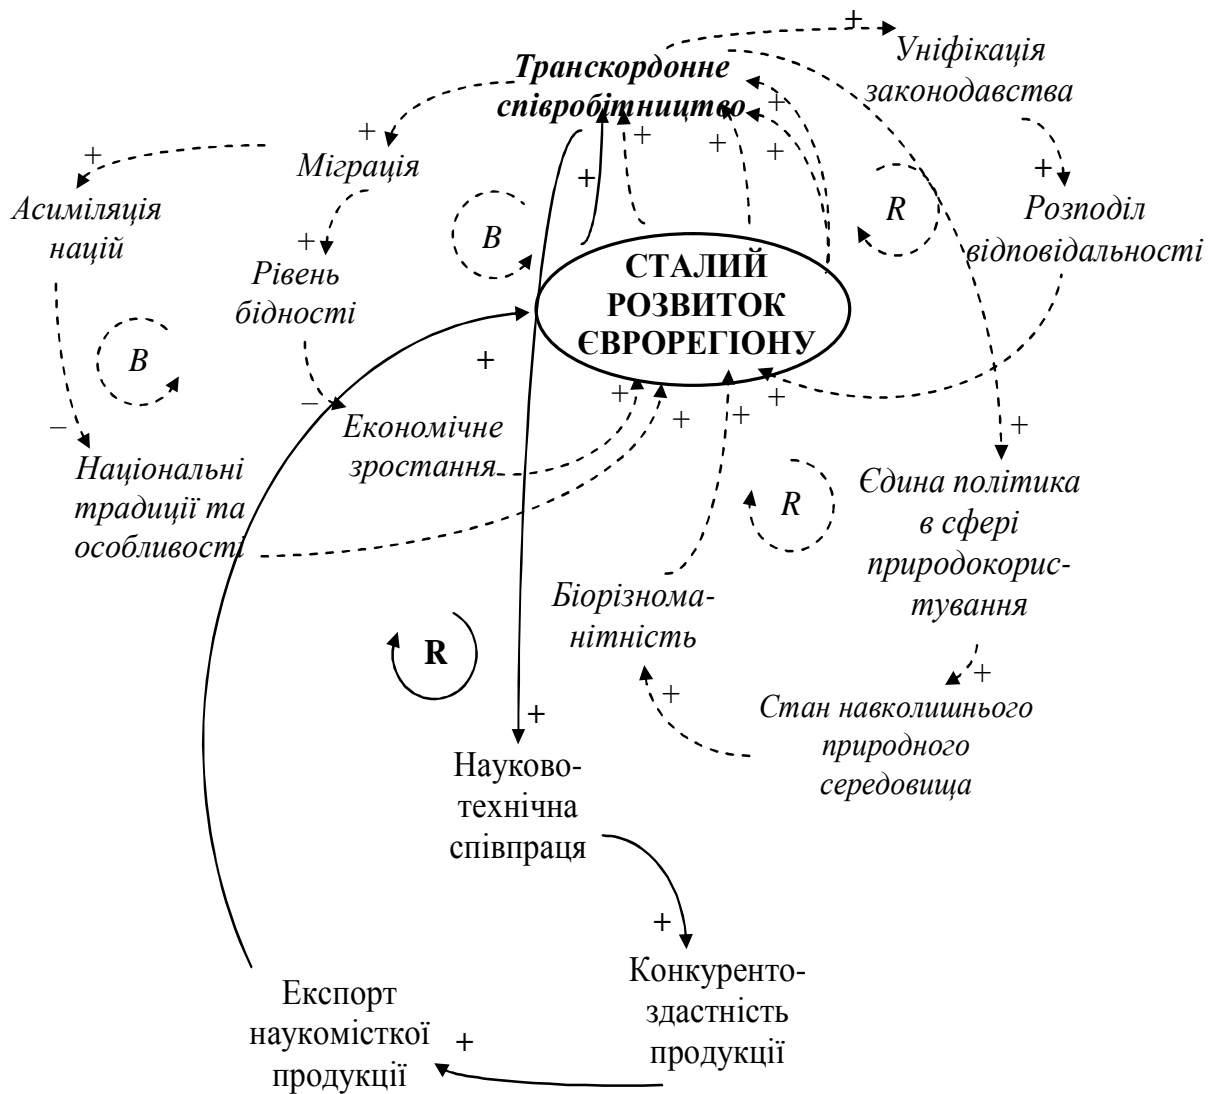 +
Уніфікація
законодавства
Транскордонне
співробітництво
+
+
+
+
+
+
+
+
Міграція
Асиміляція
націй
+
R
Розподіл
відповідальності
B
+
Рівень
бідності
СТАЛИЙ
РОЗВИТОК
ЄВРОРЕГІОНУ
B
+
–
+
+
+
+
–
Економічне
зростання
+
Національні
традиції та
особливості
R
Єдина політика
в сфері
природокорис-
тування
Біорізнома-
нітність
R
+
+
Стан навколишнього
природного
середовища
+
Науково-
технічна
співпраця
+
Конкуренто-
здастність
продукції
Експорт
наукомісткої
продукції
+